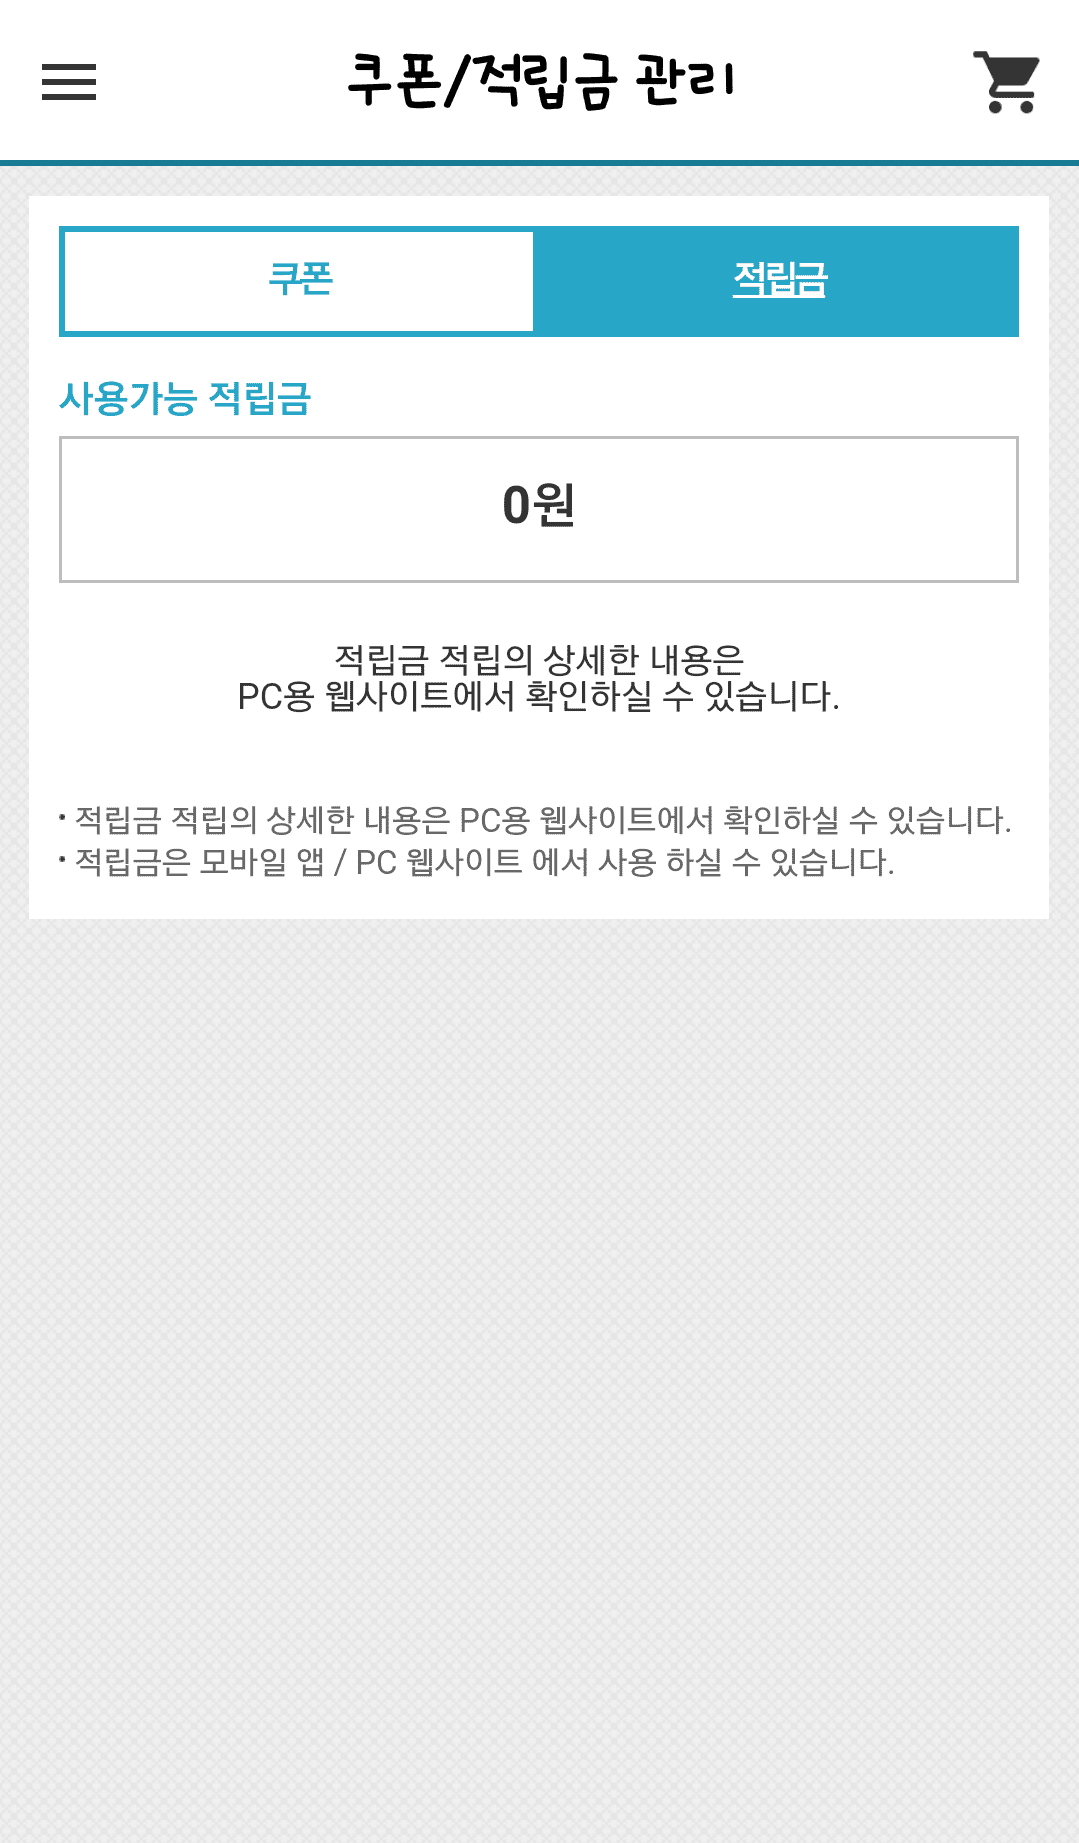 쿠폰/적립금 관리
쿠폰
적립금
사용가능 적립금
0원
적립금 적립의 상세한 내용은
PC용 웹사이트에서 확인하실 수 있습니다.
• 적립금 적립의 상세한 내용은 PC용 웹사이트에서 확인하실 수 있습니다.
• 적립금은 모바일 앱 / PC 웹사이트 에서 사용 하실 수 있습니다.